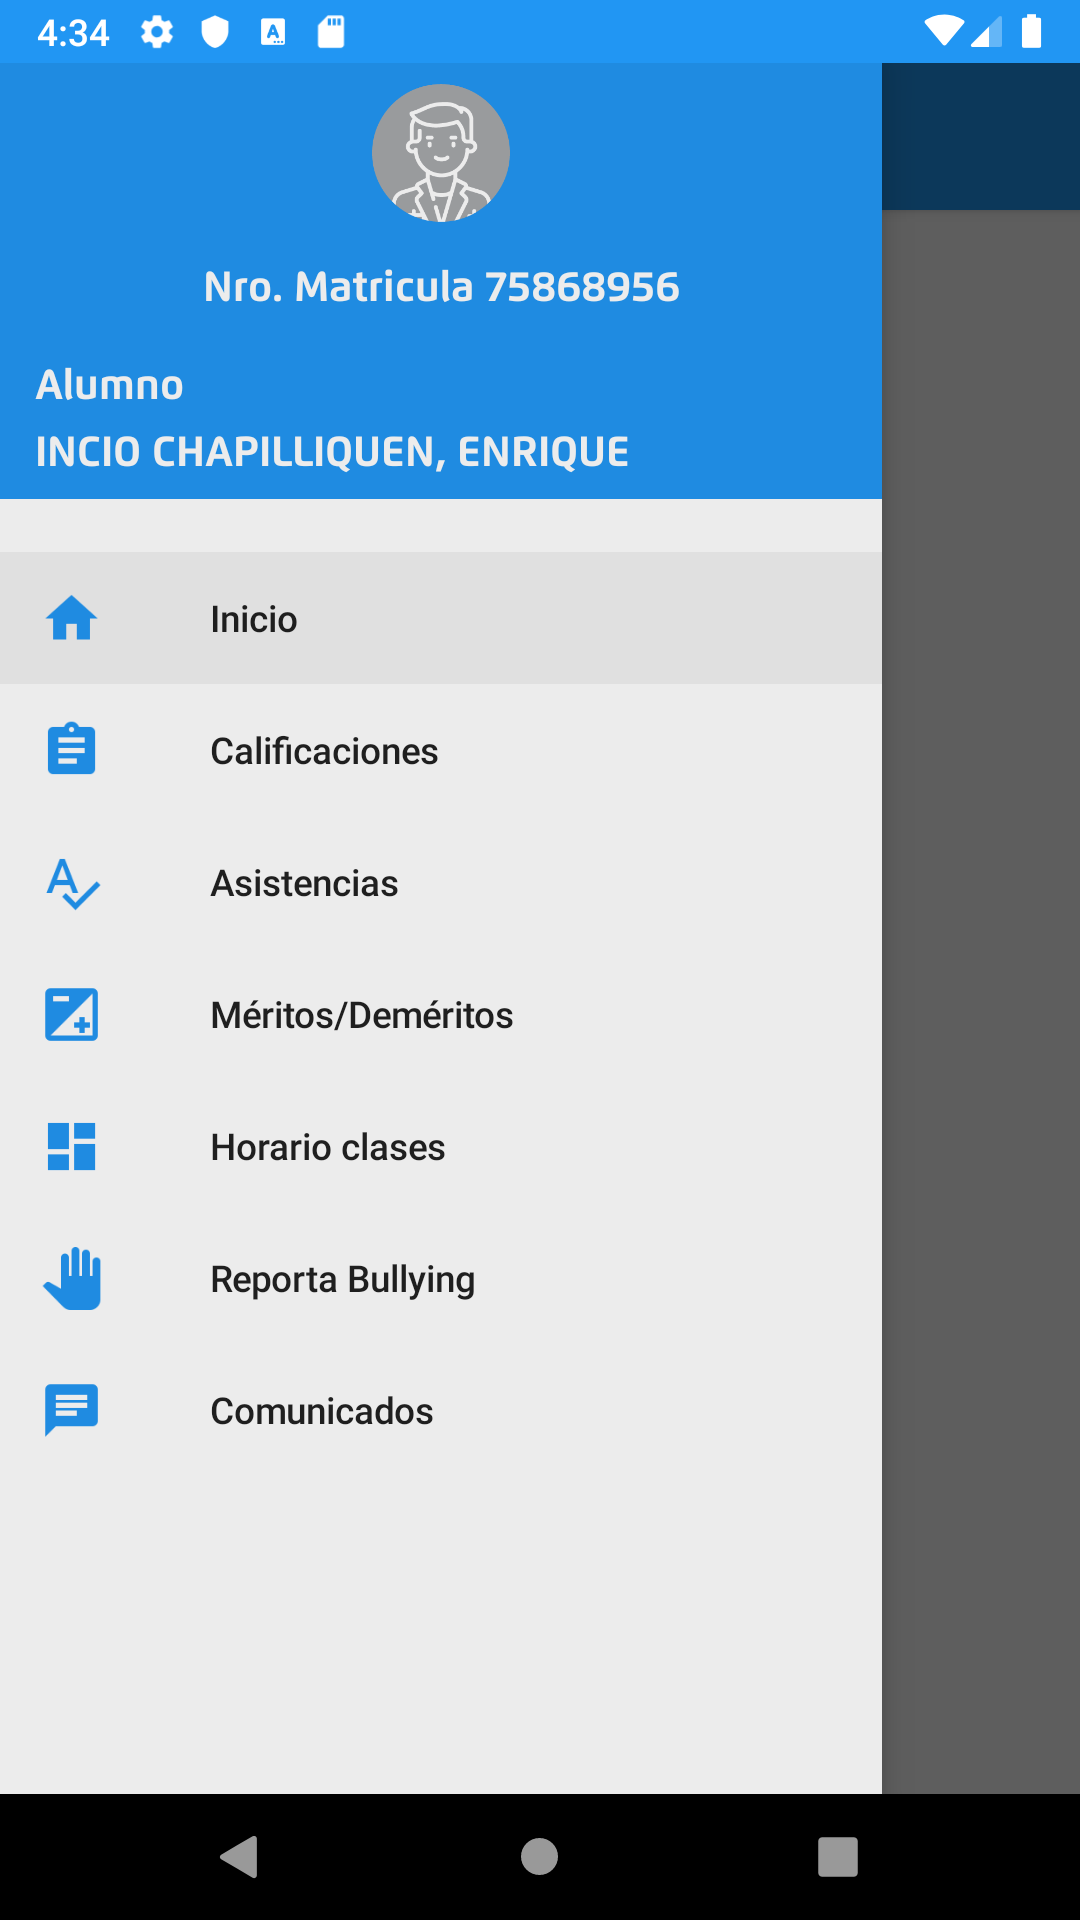 4:34
Nro. Matricula 75868956
Alumno
INCIO CHAPILLIQUEN, ENRIQUE
Inicio
Calificaciones
Asistencias
Méritos/Deméritos
Horario clases
Reporta Bullying
Comunicados